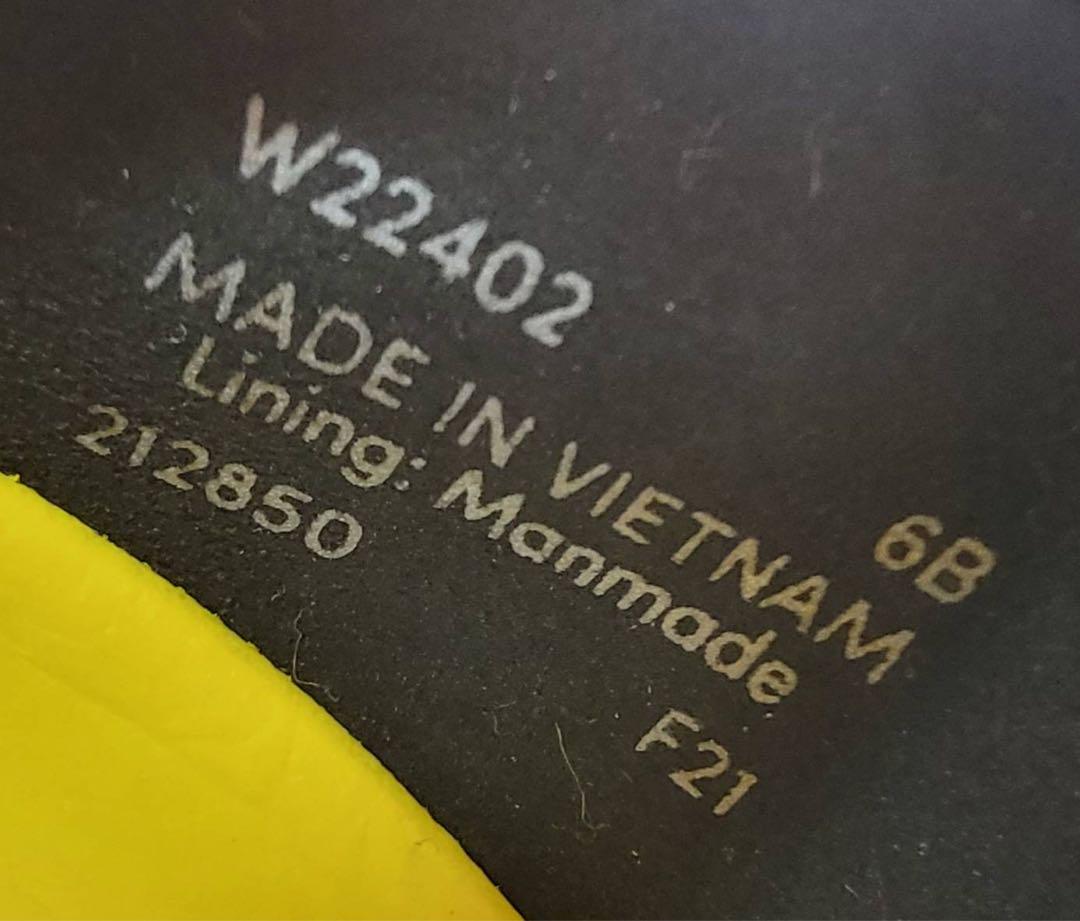 W22402
6B
MADE IN VIETNAM
Lining: Manmade
212850
F21